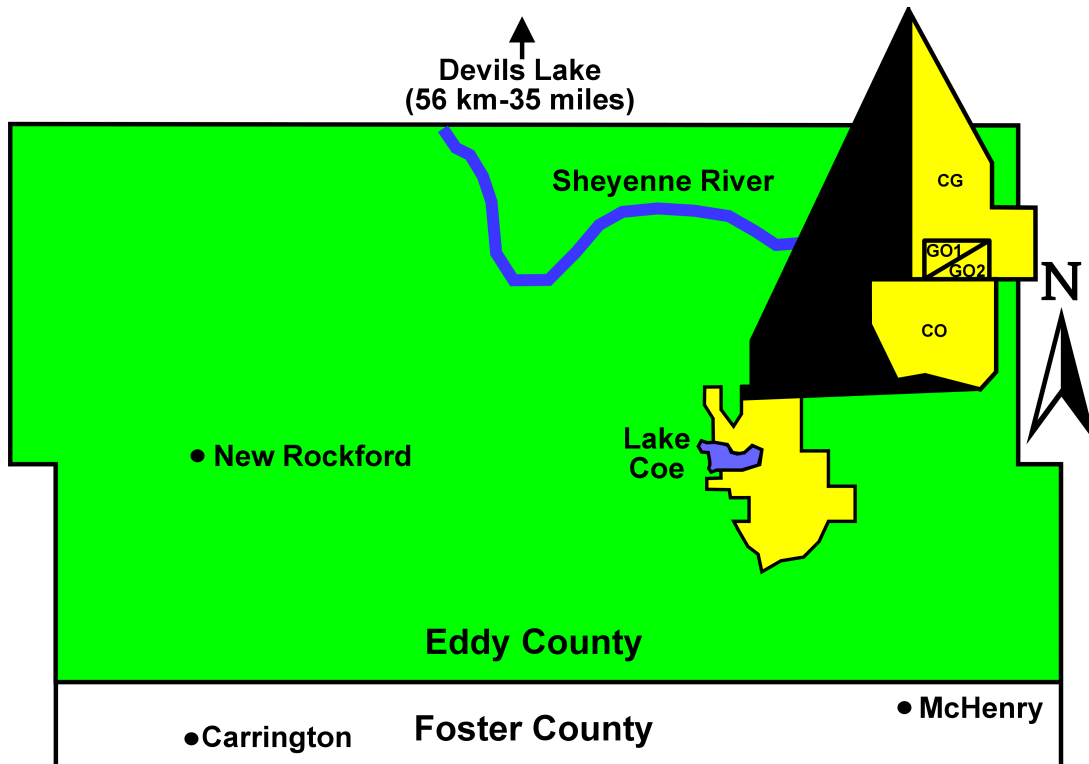 Devils Lake
(56 km-35 miles)
Sheyenne River
CG
GO1
GO2
N
CO
Lake
Coe
New Rockford
Eddy County
McHenry
Foster County
Carrington